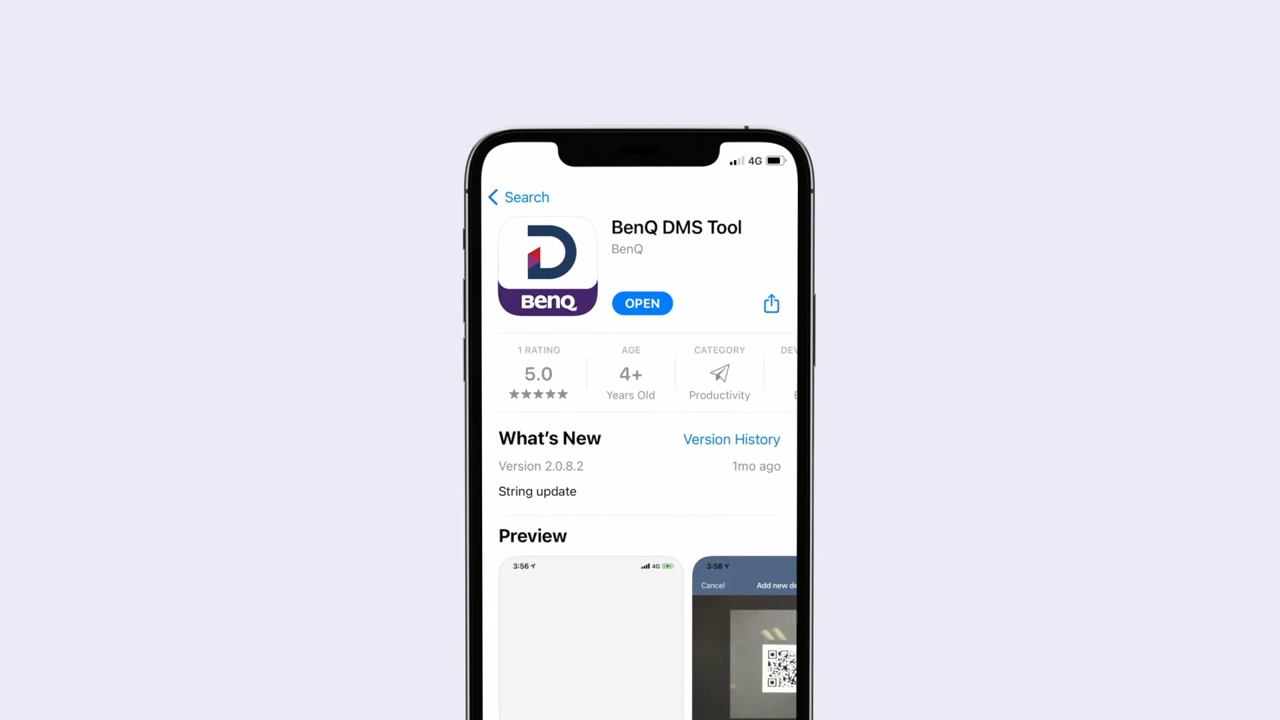 4G
Search
BenQ DMS Tool
BenQ
BenQ
OPEN
1 RATING
AGE
CATEGORY
5.0
4+
Years Old
Productivity
What's New
Version History
Version 2.0.8.2
1mo ago
String update
Preview
3:56
4G
3:58
Cancel
Add new de